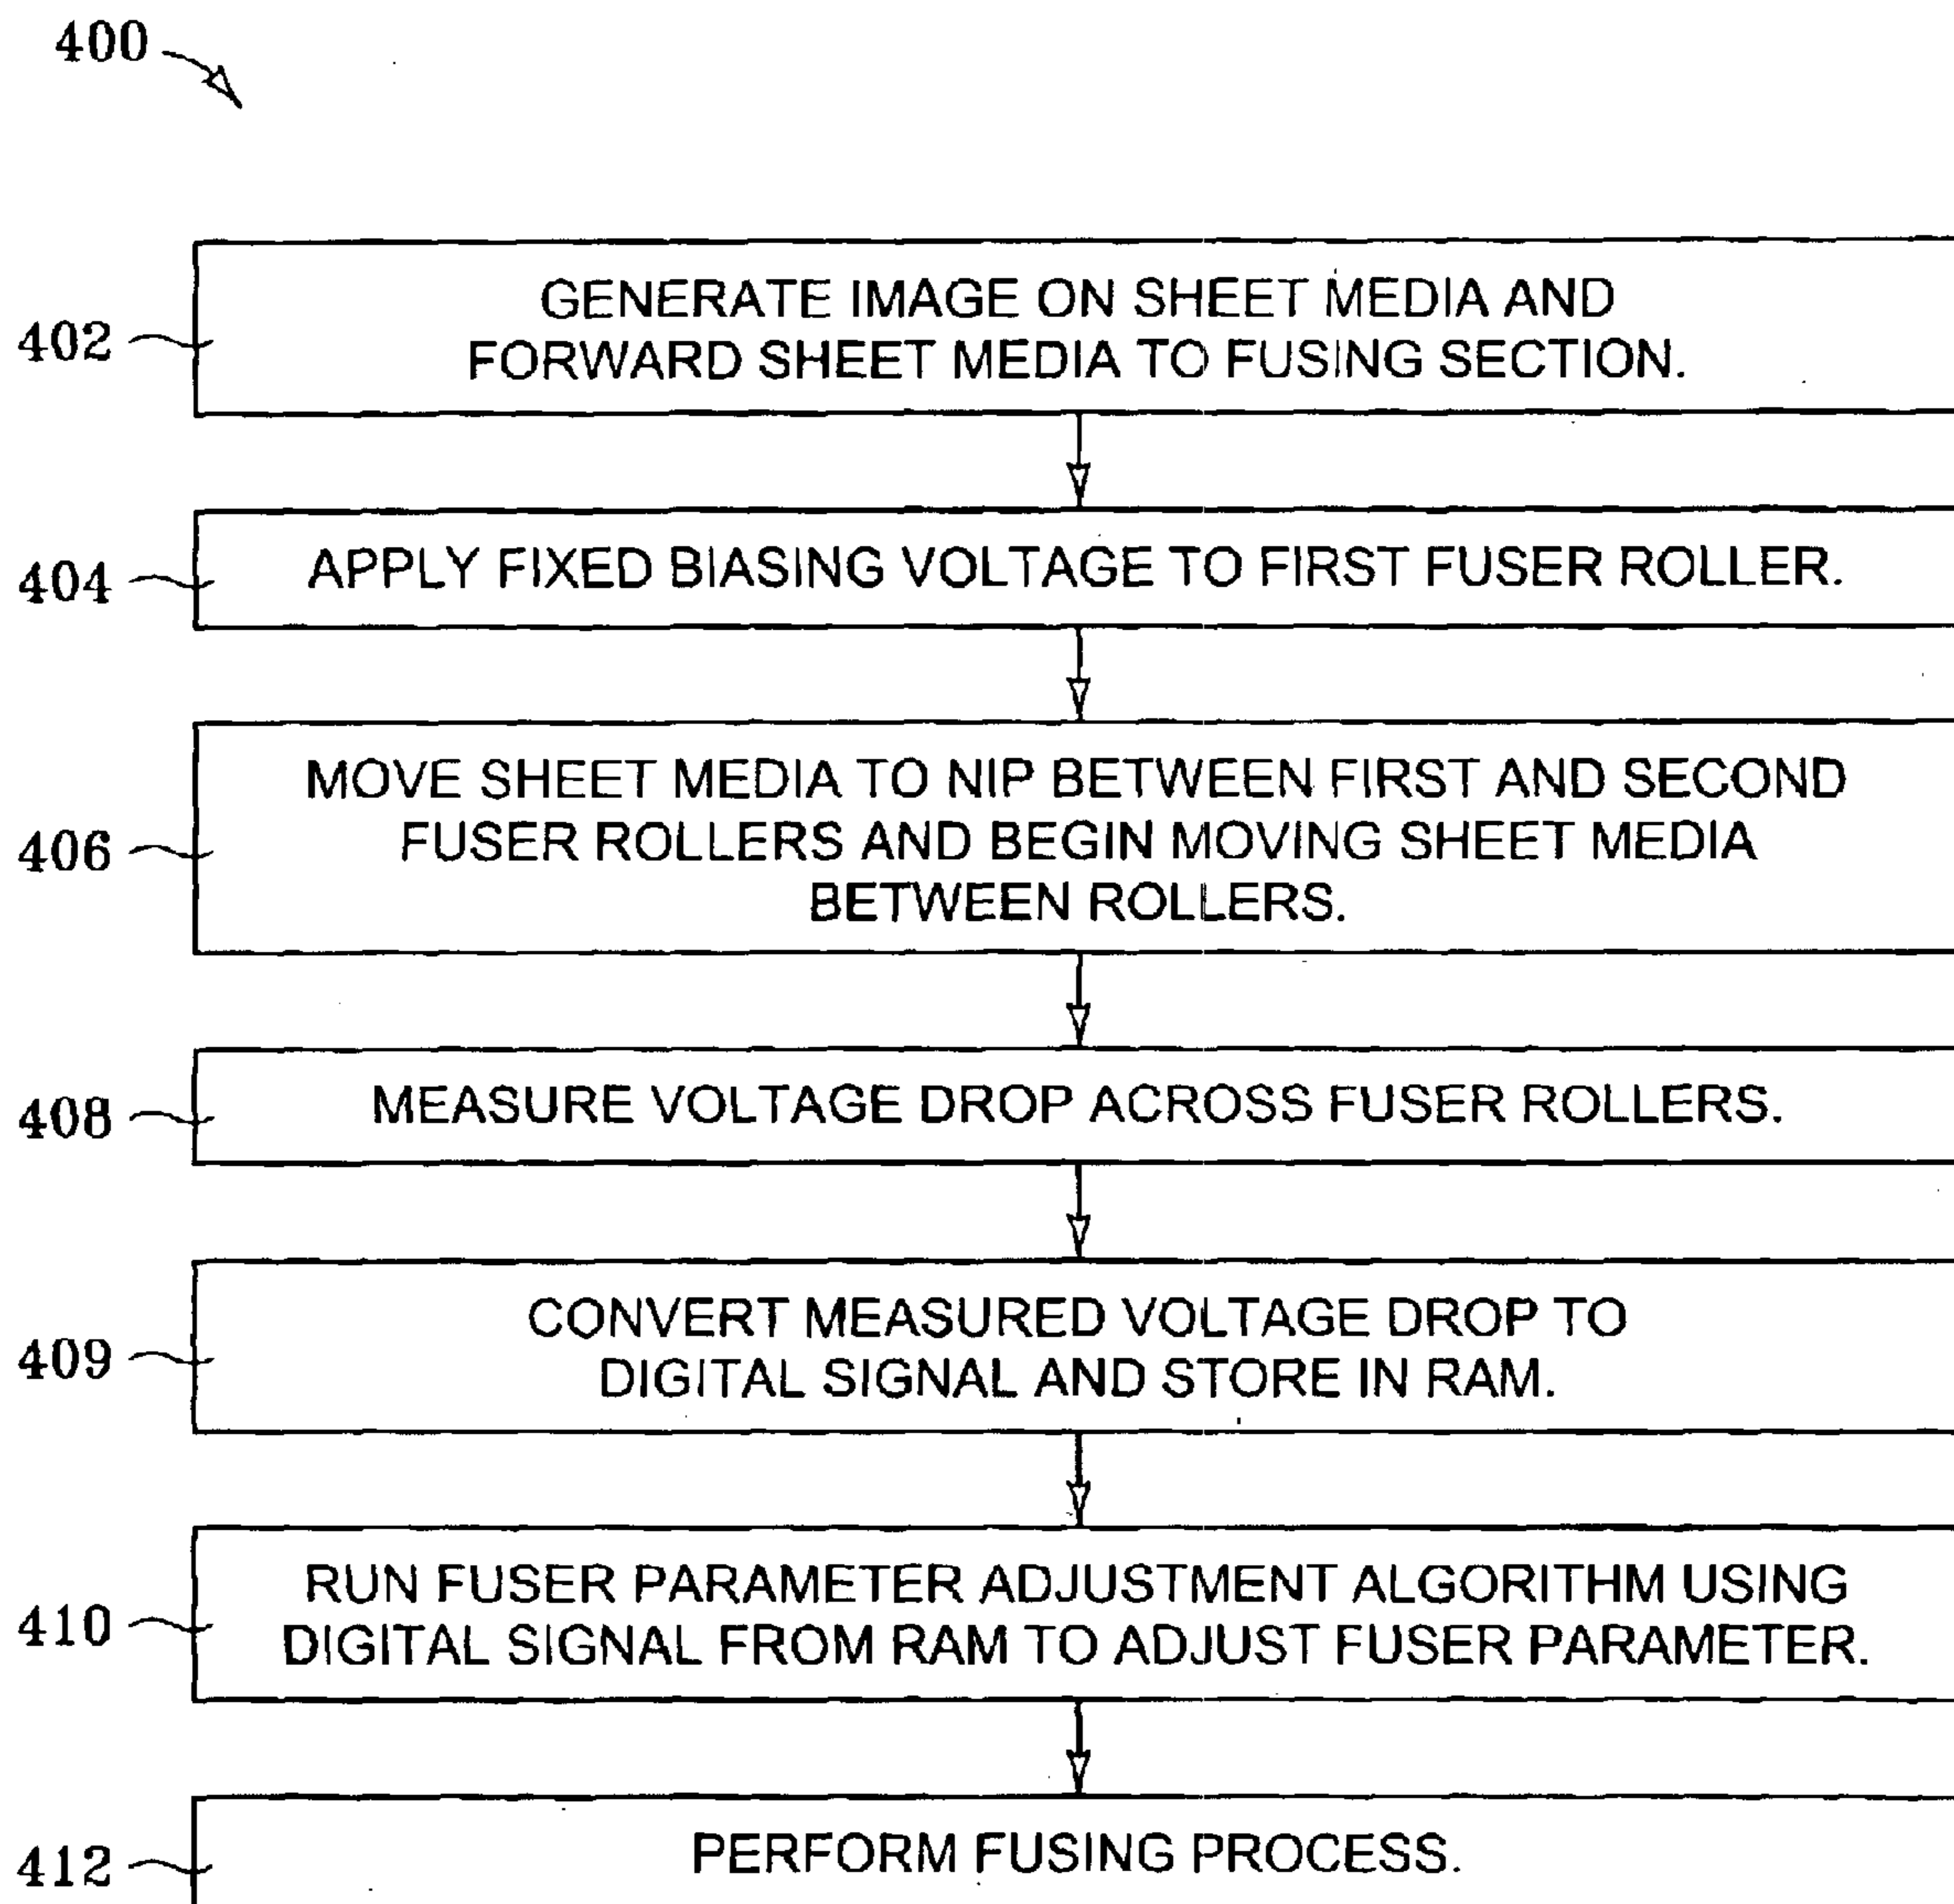 400
402
GENERATE IMAGE ON SHEET MEDIA AND
FORWARD SHEET MEDIA TO FUSING SECTION.
404
APPLY FIXED BIASING VOLTAGE TO FIRST FUSER ROLLER.
406
MOVE SHEET MEDIA TO NIP BETWEEN FIRST AND SECOND
FUSER ROLLERS AND BEGIN MOVING SHEET MEDIA
BETWEEN ROLLERS.
408
MEASURE VOLTAGE DROP ACROSS FUSER ROLLERS.
409
CONVERT MEASURED VOLTAGE DROP TO
DIGITAL SIGNAL AND STORE IN RAM.
410
RUN FUSER PARAMETER ADJUSTMENT ALGORITHM USING
DIGITAL SIGNAL FROM RAM TO ADJUST FUSER PARAMETER.
412
PERFORM FUSING PROCESS.